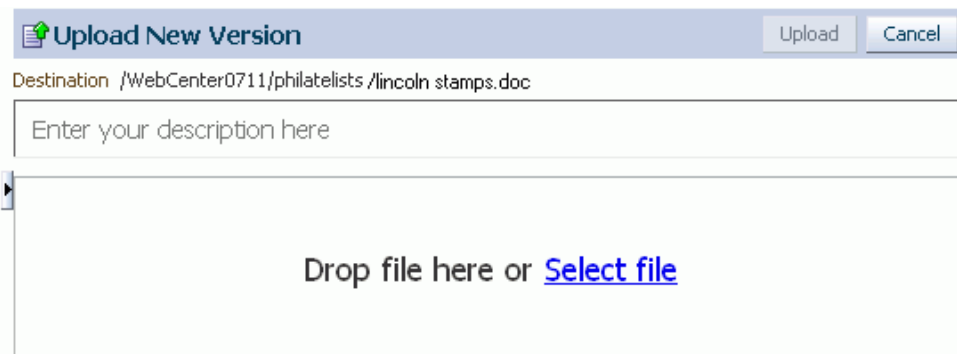 Upload New Version Upload Cancel
Destination /WebCenter0711/philatelists/lincoln stamps.doc
Enter your description here
Drop file here or Select file